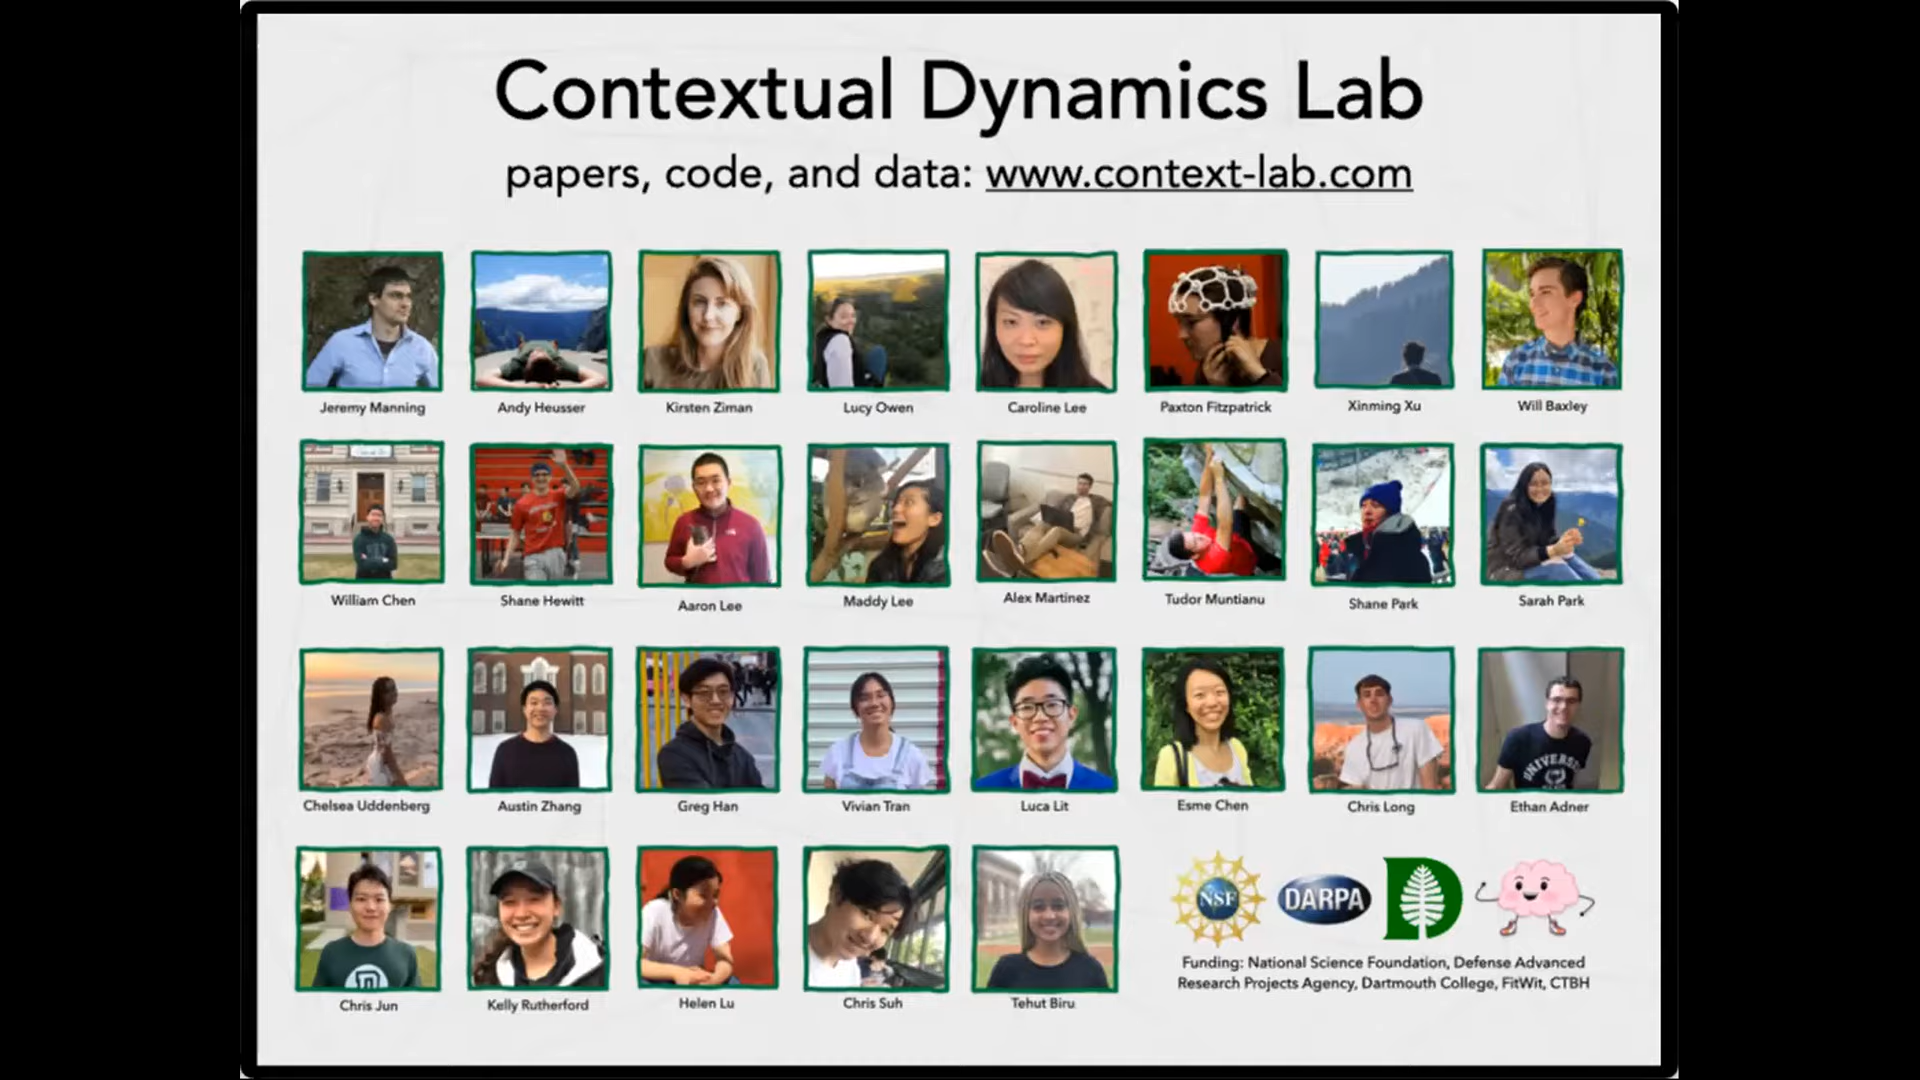 Contextual Dynamics Lab
papers, code, and data: www.context-lab.com
Jeremy Manning
Andy Heusser
Kirsten Ziman
Lucy Owen
Caroline Lee
Paxton Fitzpatrick
Xinming Xu
Will Baxley
William Chen
Shane Hewitt
Aaron Lee
Maddy Lee
Alex Martinez
Tudor Muntianu
Shane Park
Sarah Park
UNIVERS
Chelsea Uddenberg
Austin Zhang
Greg Han
Vivian Tran
Luca Lit
Esme Chen
Chris Long
Ethan Adner
NSF
DARPA
D
Funding: National Science Foundation, Defense Advanced
Research Projects Agency, Dartmouth College, FitWit, CTBH
Chris Jun
Kelly Rutherford
Helen Lu
Chris Suh
Tehut Biru